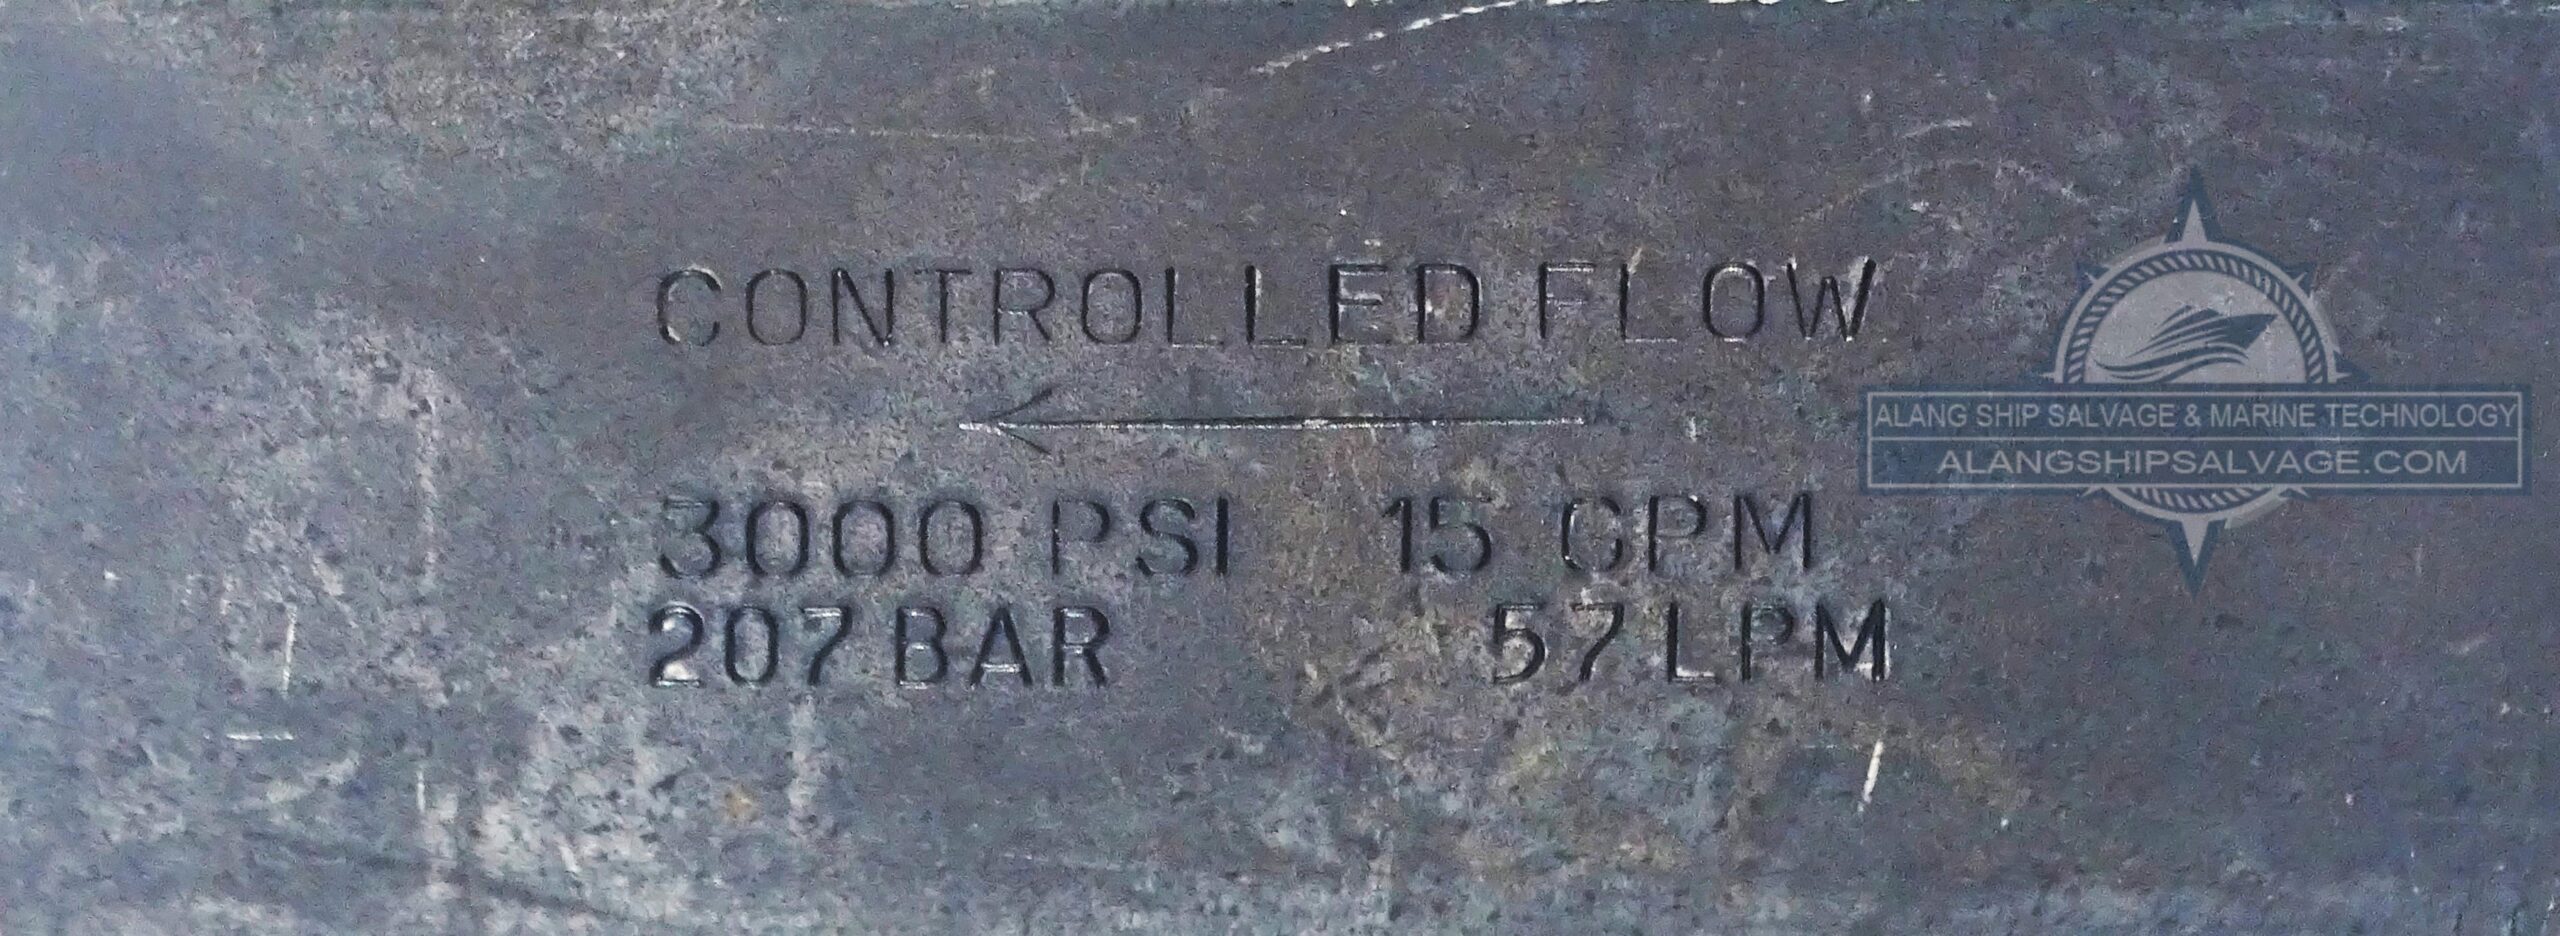 CONTROLLED FLOW
3000 PSI 15 GPM
207 BAR 57 LPM
ALANG SHIP SALVAGE & MARINE TECHNOLOGY
ALANGSHIPSALVAGE.COM